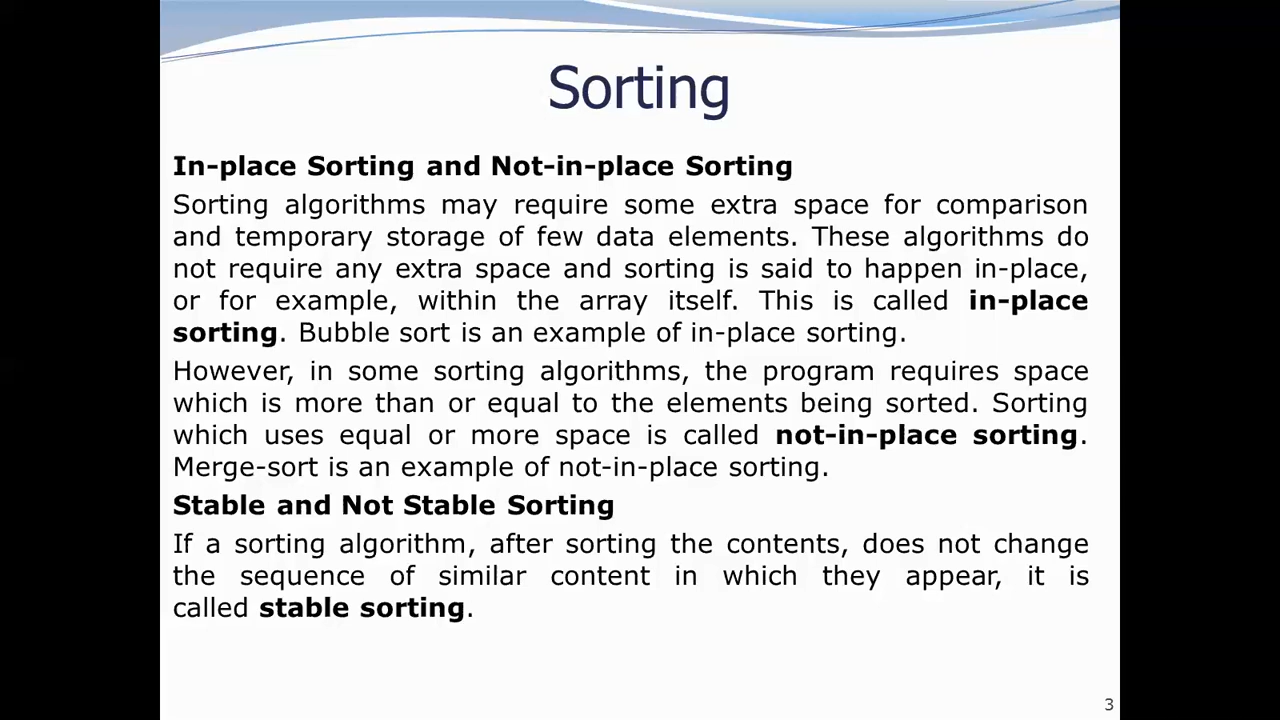 Sorting
In-place Sorting and Not-in-place Sorting
Sorting algorithms may require some extra space for comparison
and temporary storage of few data elements. These algorithms do
not require any extra space and sorting is said to happen in-place,
or for example, within the array itself. This is called in-place
sorting. Bubble sort is an example of in-place sorting.
However, in some sorting algorithms, the program requires space
which is more than or equal to the elements being sorted. Sorting
which uses equal or more space is called not-in-place sorting.
Merge-sort is an example of not-in-place sorting.
Stable and Not Stable Sorting
If a sorting algorithm, after sorting the contents, does not change
the sequence of similar content in which they appear, it is
called stable sorting.
3